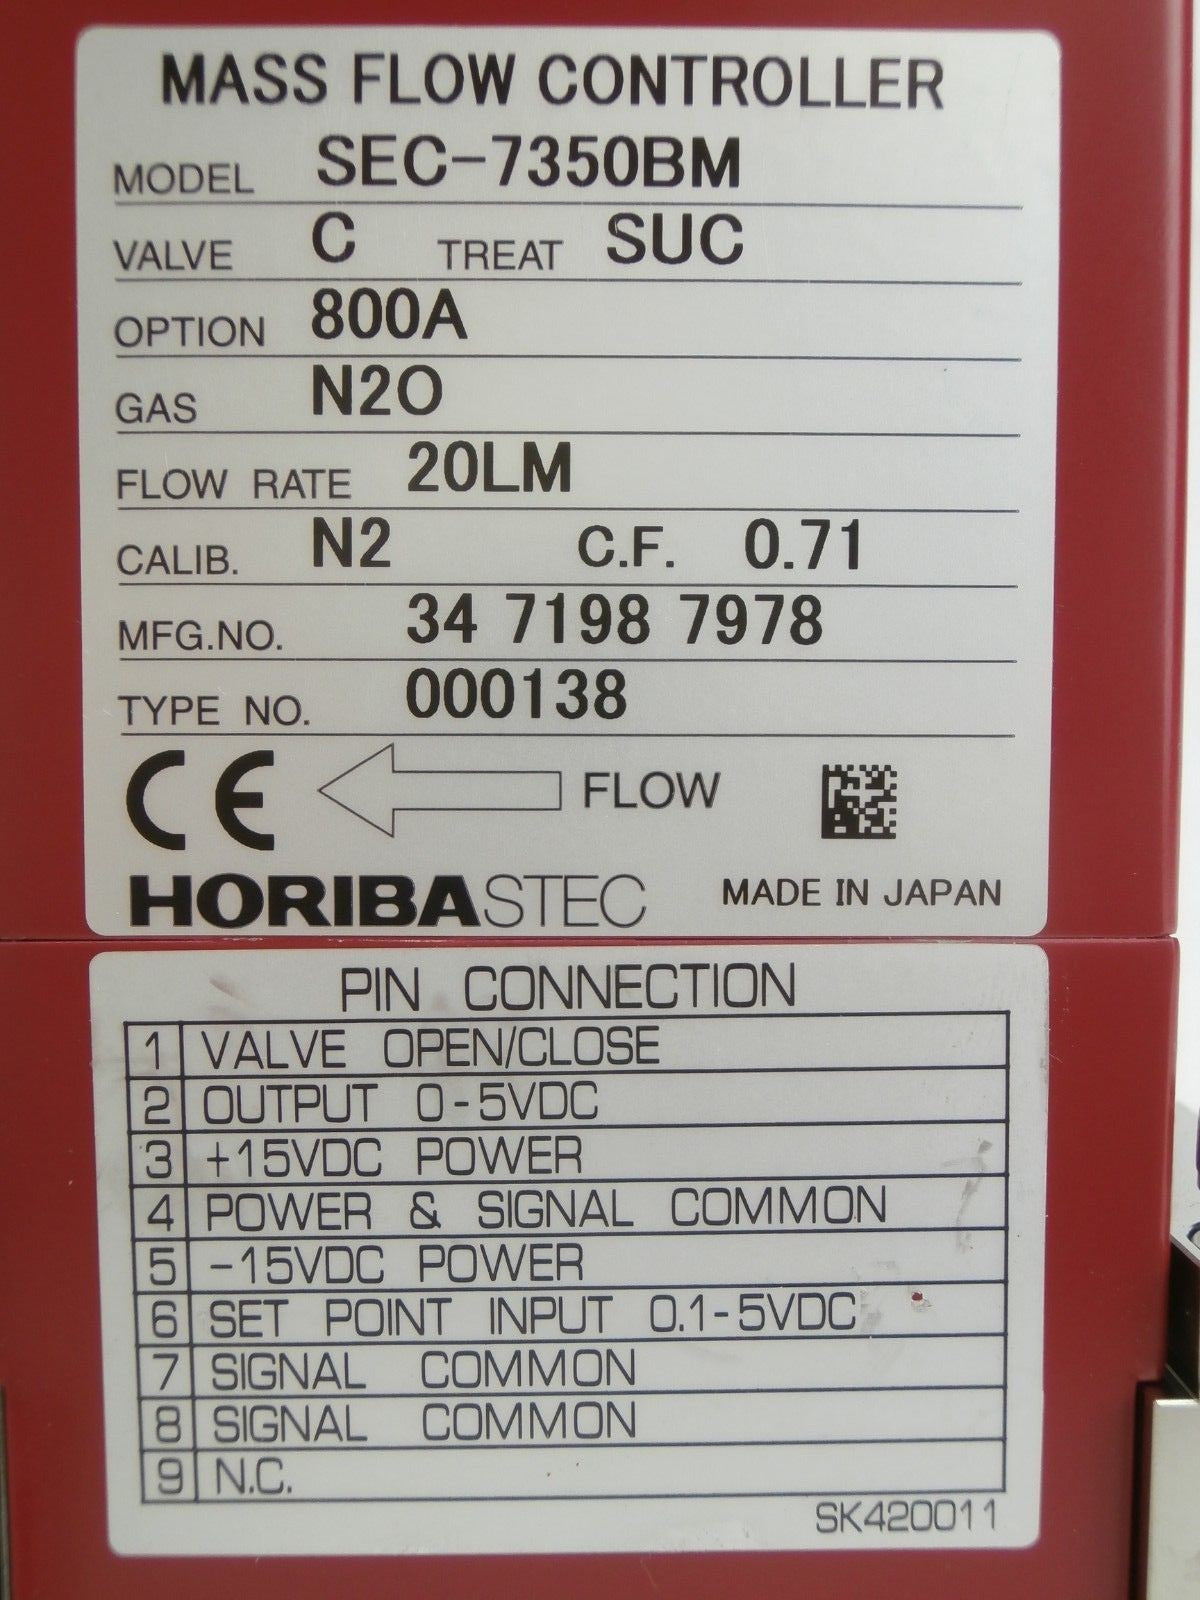 MASS FLOW CONTROLLER
MODEL SEC-7350BM
VALVE C TREAT SUC
OPTION 800A
GAS N2O
FLOW RATE 20LM
CALIB. N2 C.F. 0.71
MFG.NO. 34 7198 7978
TYPE NO. 000138
CE FLOW
HORIBASTEC MADE IN JAPAN
PIN CONNECTION
1 VALVE OPEN/CLOSE
2 OUTPUT 0-5VDC
3 +15VDC POWER
4 POWER & SIGNAL COMMON
5 -15VDC POWER
6 SET POINT INPUT 0.1-5VDC
7 SIGNAL COMMON
8 SIGNAL COMMON
9 N.C.
SK420011